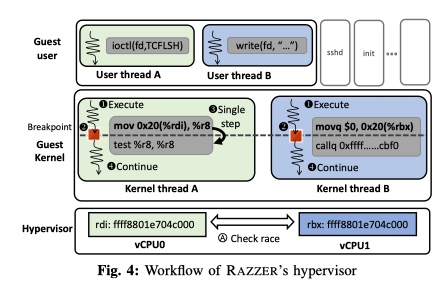 Guest
user
ioctl(fd,TCFLSH)
User thread A
write(fd, “…”)
User thread B
sshd
init
...
Breakpoint
Guest
Kernel
❶Execute
❷
❸Single
step
mov 0x20(%rdi), %r8
test %r8, %r8
❹Continue
Kernel thread A
❶Execute
❷
movq $0, 0x20(%rbx)
callq 0xffff……cbf0
❹Continue
Kernel thread B
Hypervisor
rdi: ffff8801e704c000
vCPU0
Ⓐ Check race
rbx: ffff8801e704c000
vCPU1
Fig. 4: Workflow of RAZZER's hypervisor